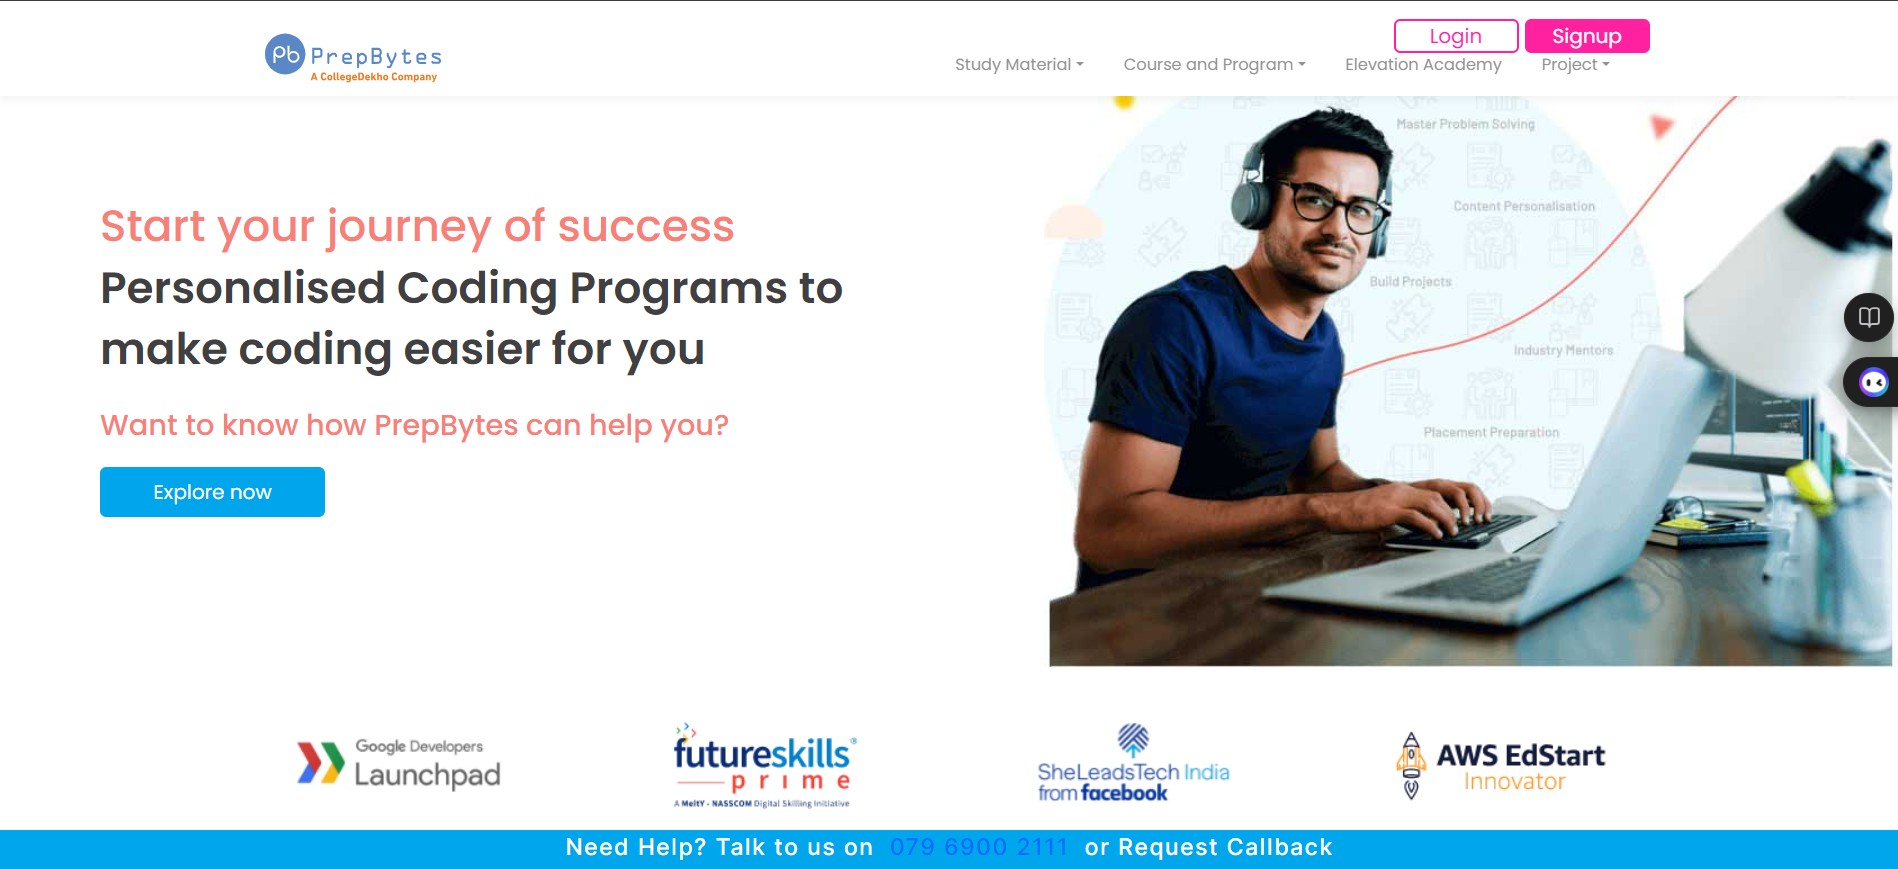 pb PrepBytes
A CollegeDekho Company
Login
Signup
Study Material
Course and Program
Elevation Academy
Project
Start your journey of success
Personalised Coding Programs to
make coding easier for you
Want to know how PrepBytes can help you?
Explore now
Master Problem Solving
Content Personalisation
Build Projects
Industry Mentors
Placement Preparation
Google Developers
Launchpad
futureskills®
prime
A MeitY - NASSCOM Digital Skilling Initiative
SheLeadsTech India
from facebook
AWS EdStart
Innovator
Need Help? Talk to us on 079 6900 2111 or Request Callback